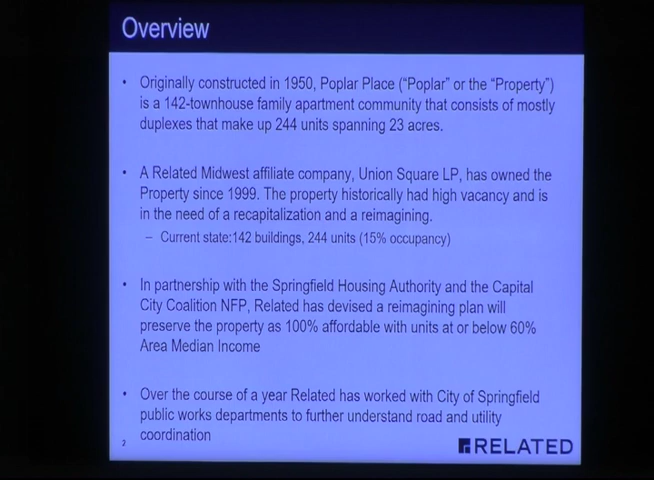 Overview
• Originally constructed in 1950, Poplar Place (“Poplar” or the “Property”)
is a 142-townhouse family apartment community that consists of mostly
duplexes that make up 244 units spanning 23 acres.
• A Related Midwest affiliate company, Union Square LP, has owned the
Property since 1999. The property historically had high vacancy and is
in the need of a recapitalization and a reimagining.
– Current state:142 buildings, 244 units (15% occupancy)
• In partnership with the Springfield Housing Authority and the Capital
City Coalition NFP, Related has devised a reimagining plan will
preserve the property as 100% affordable with units at or below 60%
Area Median Income
• Over the course of a year Related has worked with City of Springfield
public works departments to further understand road and utility
coordination
2
RELATED